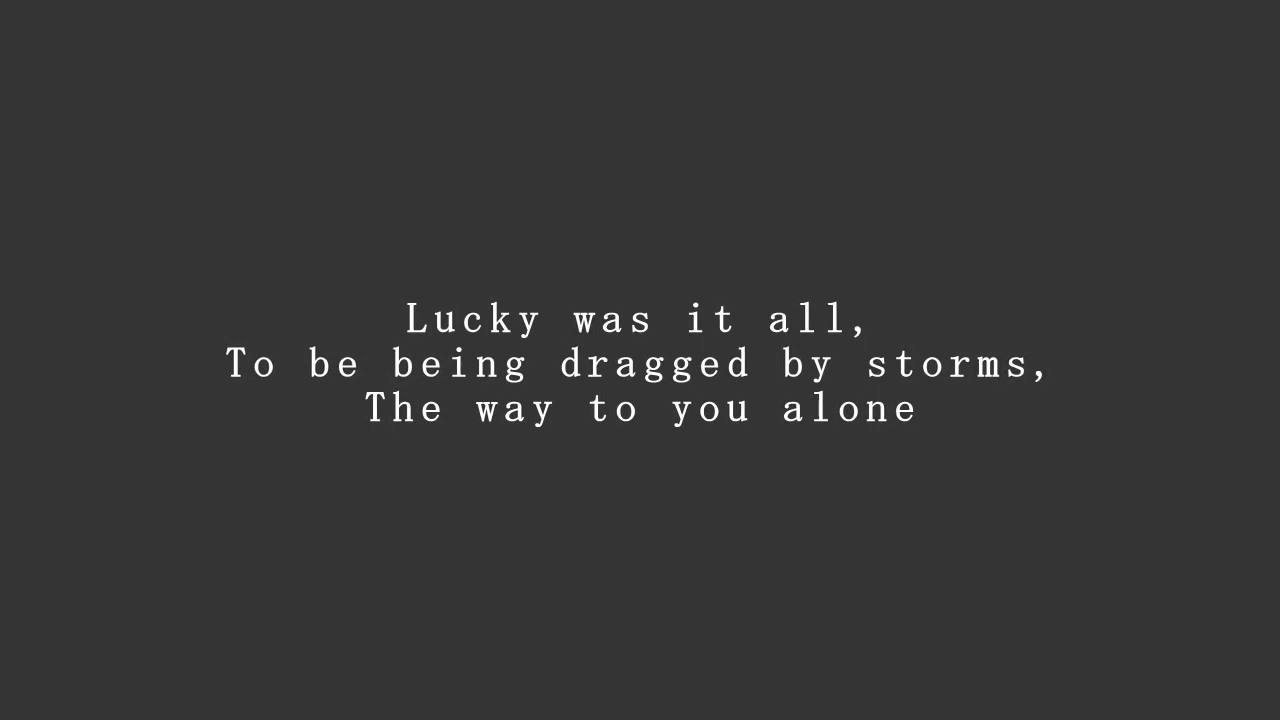 Lucky was it all,
To be being dragged by storms,
The way to you alone